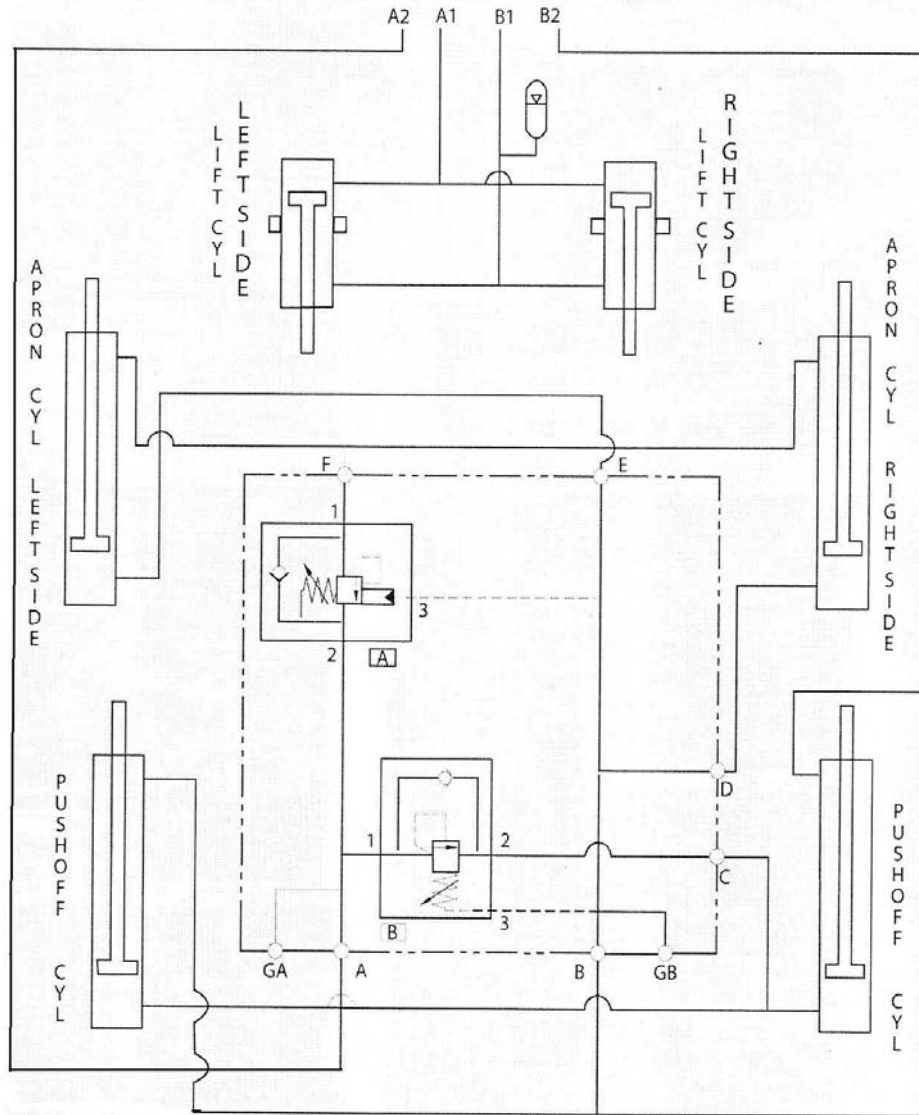 A2 A1 B1 B2
LEFT SIDE
LIFT CYL
RIGHT SIDE
LIFT CYL
APRON CYL LEFT SIDE
APRON CYL RIGHT SIDE
F
E
1
3
2
A
D
1
2
C
3
B
GA
A
B
GB
PUSHOFF CYL
PUSHOFF CYL